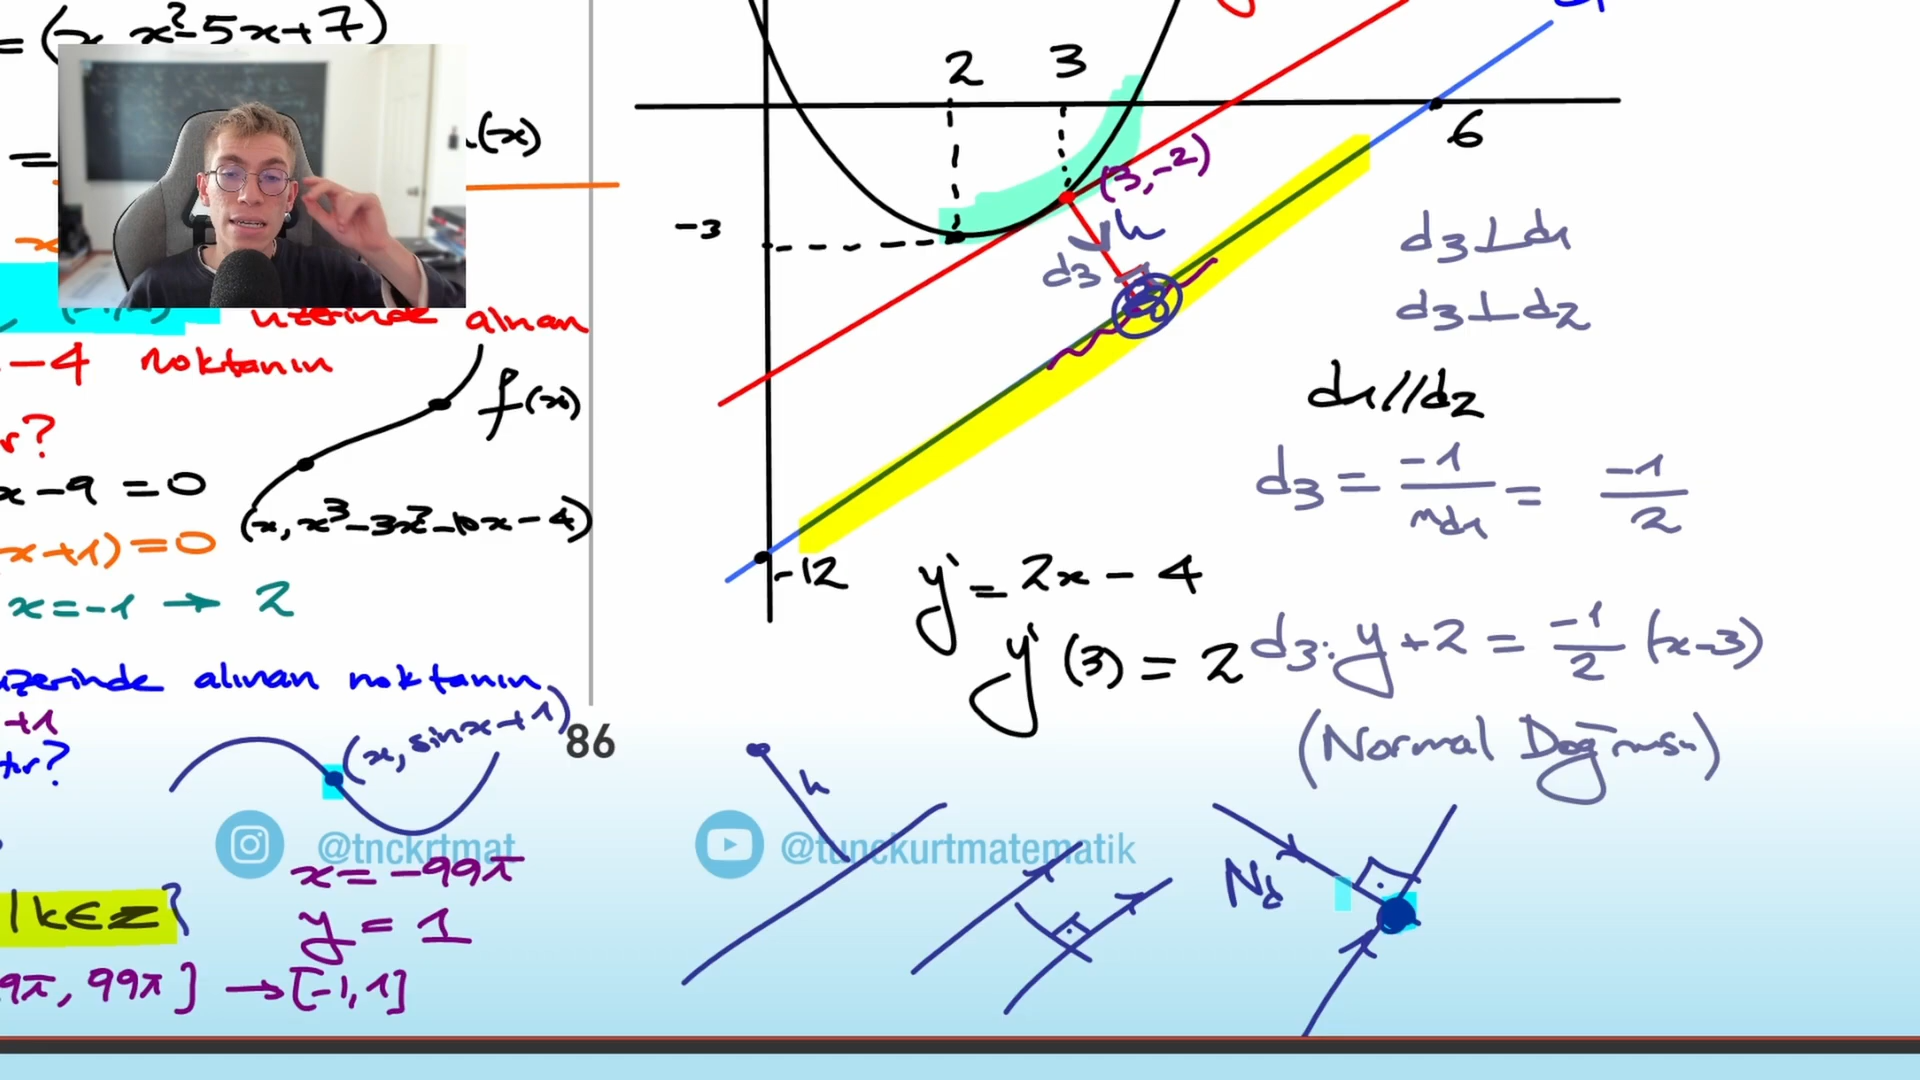 = (x, x²-5x+7)
(x)
=
üzerinde alınan
-4 noktanın
r?
f(x)
x-9 = 0
(x, x³-3x²-10x-4)
x+1) = 0
x = -1 → 2
üzerinde alınan noktanın
+1
tır?
(x, sinx+1)
86
@tnckrtmat
x = -99π
| k∈Z}
y = 1
9π, 99π] → [-1,1]
2
3
6
(3,-2)
-3
h
d3
d3⊥d1
d3⊥d2
d1//d2
d3 = -1/md1 = -1/2
-12
y' = 2x - 4
y'(3) = 2
d3: y+2 = -1/2 (x-3)
(Normal Doğrusu)
h
@tunckurtmatematik
Nd